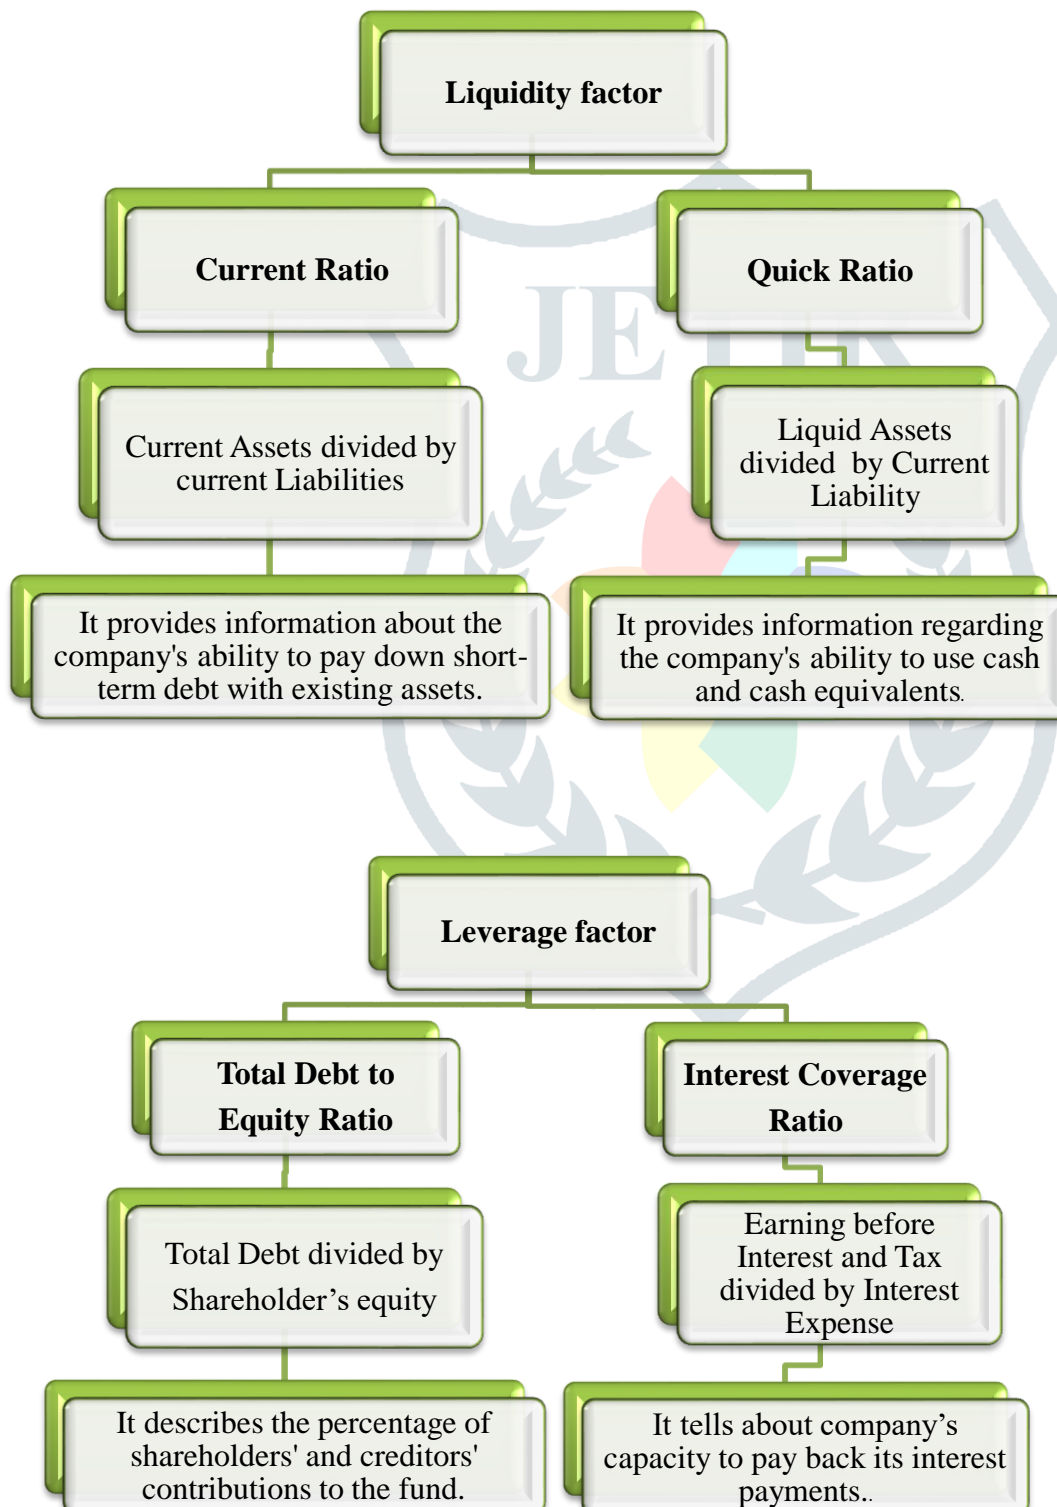 Liquidity factor
Current Ratio
Quick Ratio
Current Assets divided by
current Liabilities
Liquid Assets
divided by Current
Liability
It provides information about the
company's ability to pay down short-
term debt with existing assets.
It provides information regarding
the company's ability to use cash
and cash equivalents.
Leverage factor
Total Debt to
Equity Ratio
Interest Coverage
Ratio
Total Debt divided by
Shareholder’s equity
Earning before
Interest and Tax
divided by Interest
Expense
It describes the percentage of
shareholders' and creditors'
contributions to the fund.
It tells about company’s
capacity to pay back its interest
payments..